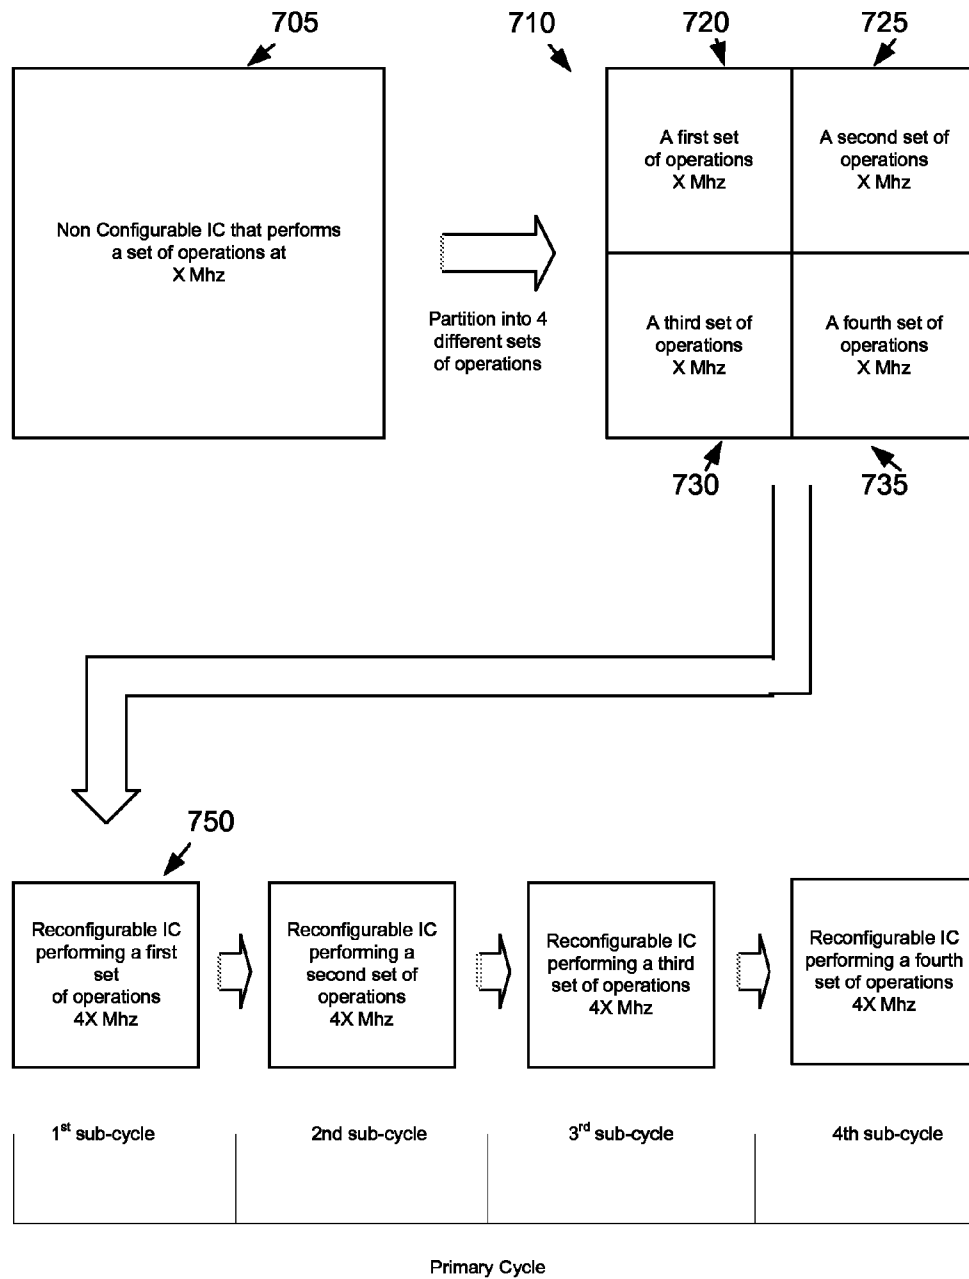 705
710
720
725
Non Configurable IC that performs
a set of operations at
X Mhz
Partition into 4
different sets
of operations
A first set
of operations
X Mhz
A second set of
operations
X Mhz
A third set of
operations
X Mhz
A fourth set of
operations
X Mhz
730
735
750
Reconfigurable IC
performing a first
set
of operations
4X Mhz
Reconfigurable IC
performing a
second set of
operations
4X Mhz
Reconfigurable IC
performing a third
set of operations
4X Mhz
Reconfigurable IC
performing a fourth
set of operations
4X Mhz
1st sub-cycle
2nd sub-cycle
3rd sub-cycle
4th sub-cycle
Primary Cycle